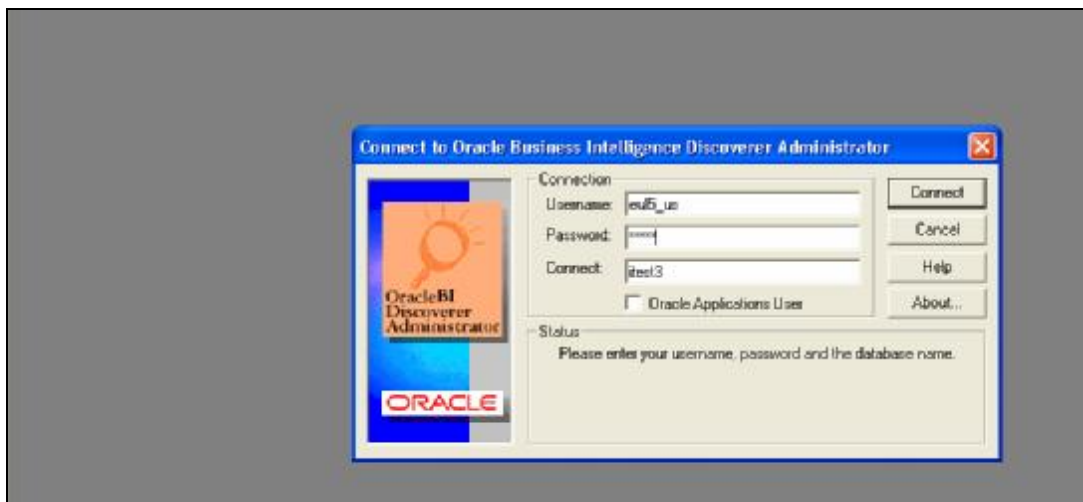 Connect to Oracle Business Intelligence Discoverer Administrator
Connection
Username: eul5_us
Password: *****
Connect: itest3
Oracle Applications User
Connect
Cancel
Help
About...
OracleBI
Discoverer
Administrator
ORACLE
Status
Please enter your username, password and the database name.